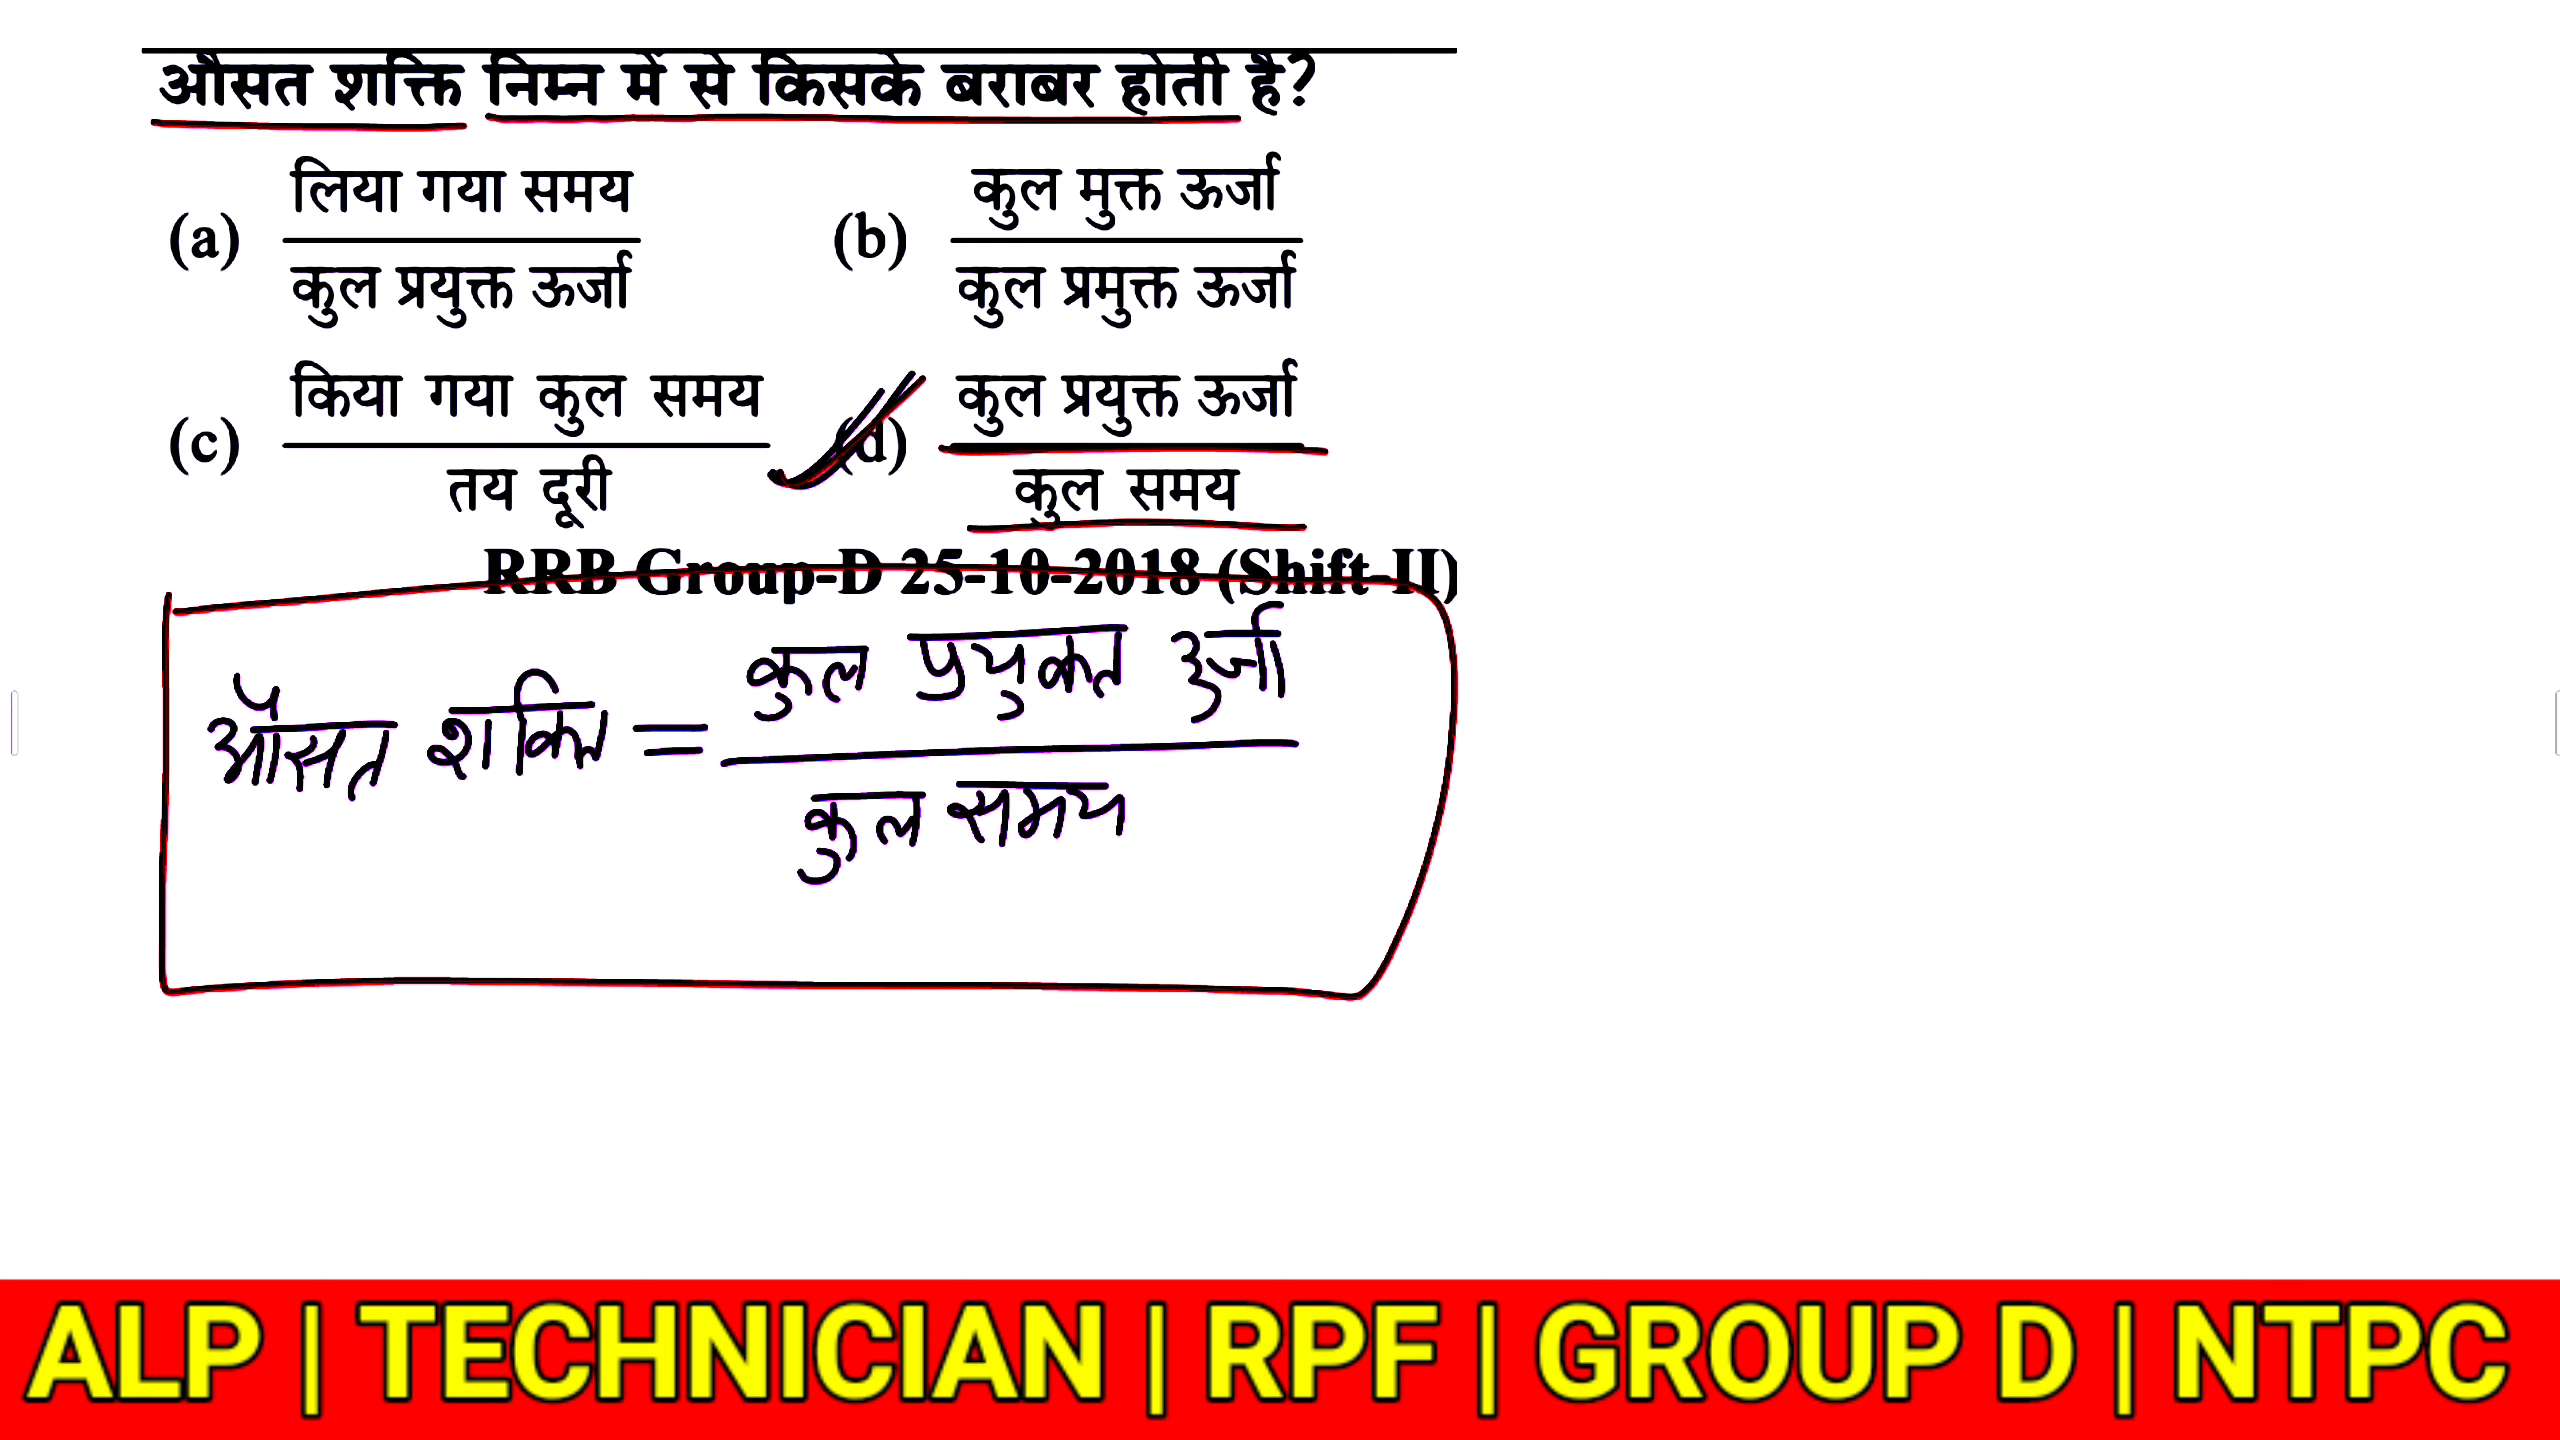 औसत शक्ति निम्न में से किसके बराबर होती है?
(a) लिया गया समय / कुल प्रयुक्त ऊर्जा (b) कुल मुक्त ऊर्जा / कुल प्रमुक्त ऊर्जा
(c) किया गया कुल समय / तय दूरी (d) कुल प्रयुक्त ऊर्जा / कुल समय
RRB Group-D 25-10-2018 (Shift-II)
औसत शक्ति = कुल प्रयुक्त उर्जा / कुल समय
ALP | TECHNICIAN | RPF | GROUP D | NTPC